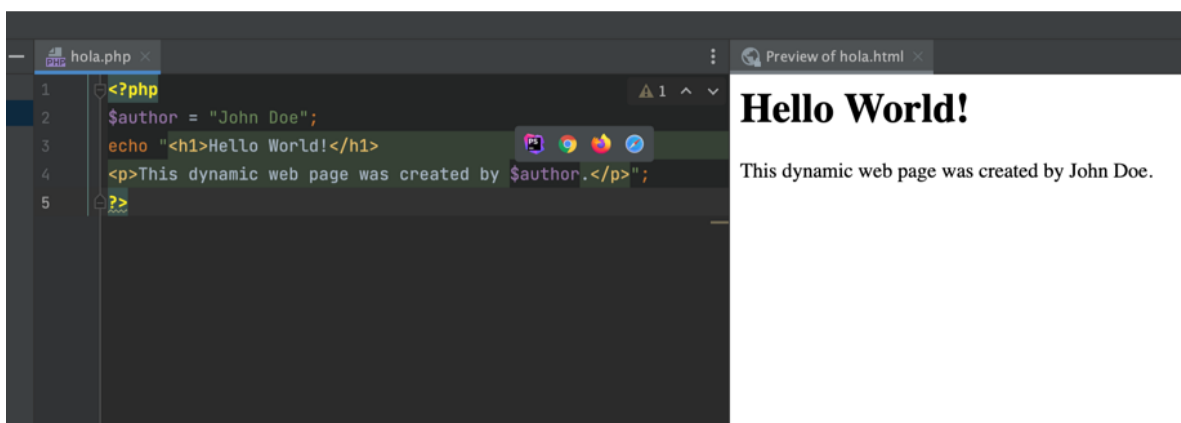 hola.php
Preview of hola.html
1 <?php
2 $author = "John Doe";
3 echo "<h1>Hello World!</h1>
4 <p>This dynamic web page was created by $author.</p>";
5 ?>
1
PS
Hello World!
This dynamic web page was created by John Doe.